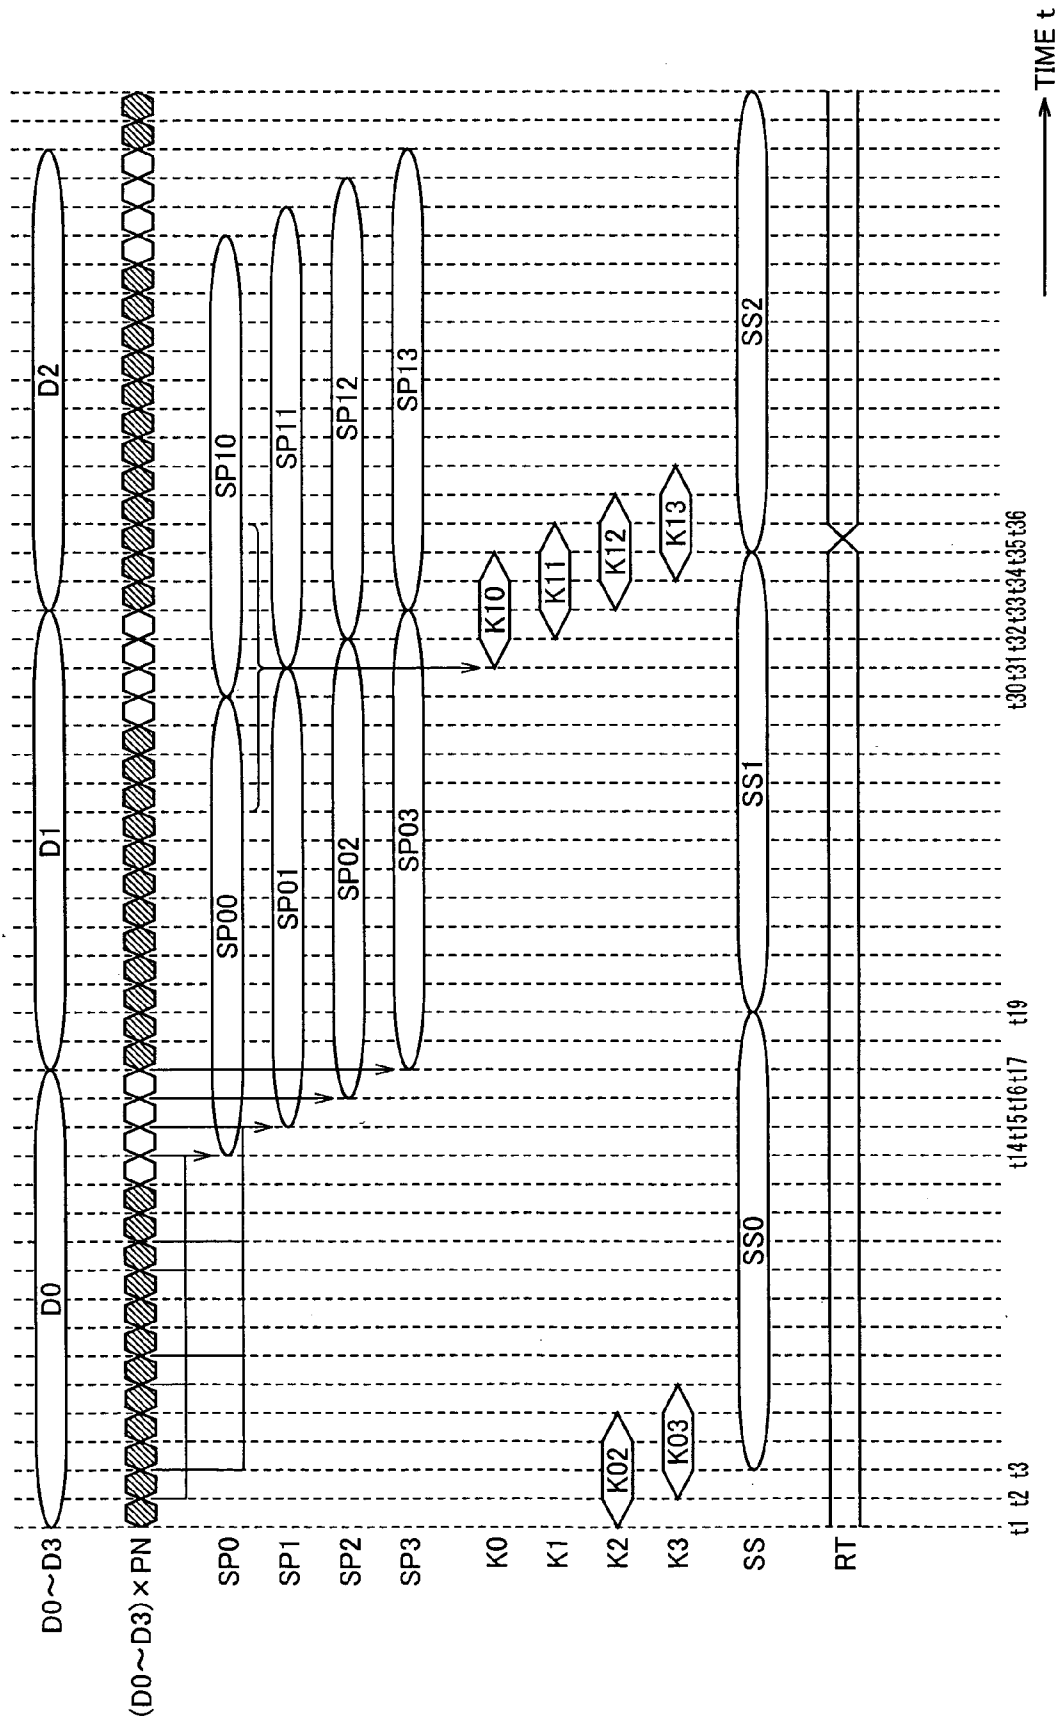 D0～D3 D0 D1 D2
(D0～D3)×PN
SP0 SP00 SP10
SP1 SP01 SP11
SP2 SP02 SP12
SP3 SP03 SP13
K0 K10
K1 K11
K2 K02 K12
K3 K03 K13
SS SS0 SS1 SS2
RT
t1 t2 t3 t14 t15 t16 t17 t19 t30 t31 t32 t33 t34 t35 t36
TIME t